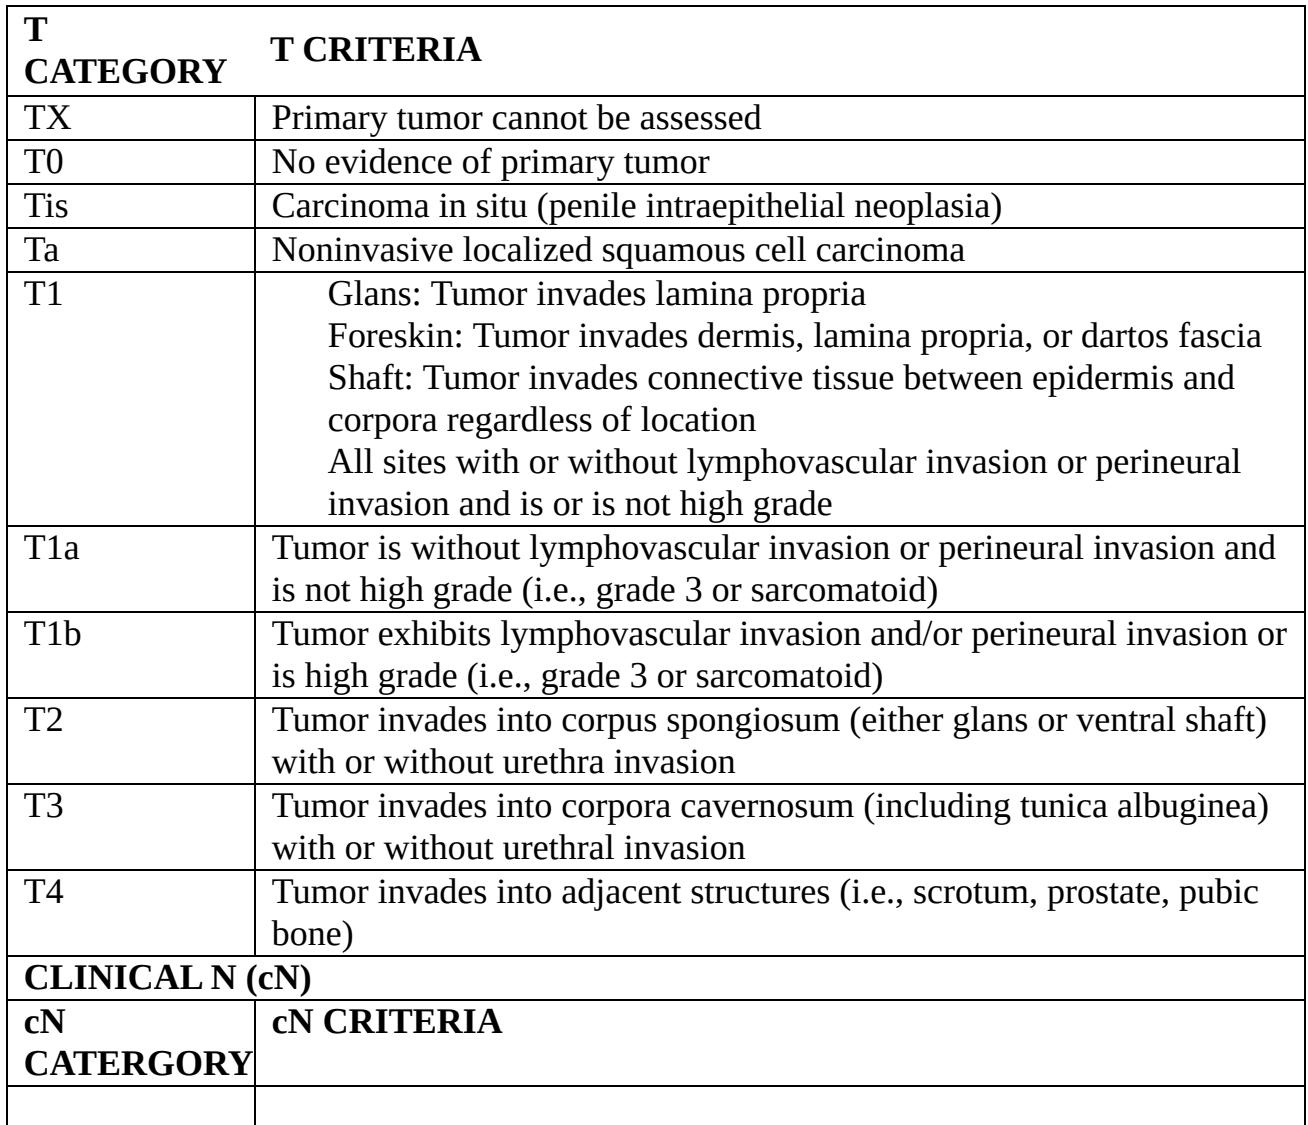 T
CATEGORY
T CRITERIA
TX
Primary tumor cannot be assessed
T0
No evidence of primary tumor
Tis
Carcinoma in situ (penile intraepithelial neoplasia)
Ta
Noninvasive localized squamous cell carcinoma
T1
Glans: Tumor invades lamina propria
Foreskin: Tumor invades dermis, lamina propria, or dartos fascia
Shaft: Tumor invades connective tissue between epidermis and
corpora regardless of location
All sites with or without lymphovascular invasion or perineural
invasion and is or is not high grade
T1a
Tumor is without lymphovascular invasion or perineural invasion and
is not high grade (i.e., grade 3 or sarcomatoid)
T1b
Tumor exhibits lymphovascular invasion and/or perineural invasion or
is high grade (i.e., grade 3 or sarcomatoid)
T2
Tumor invades into corpus spongiosum (either glans or ventral shaft)
with or without urethra invasion
T3
Tumor invades into corpora cavernosum (including tunica albuginea)
with or without urethral invasion
T4
Tumor invades into adjacent structures (i.e., scrotum, prostate, pubic
bone)
CLINICAL N (cN)
cN
CATERGORY
cN CRITERIA